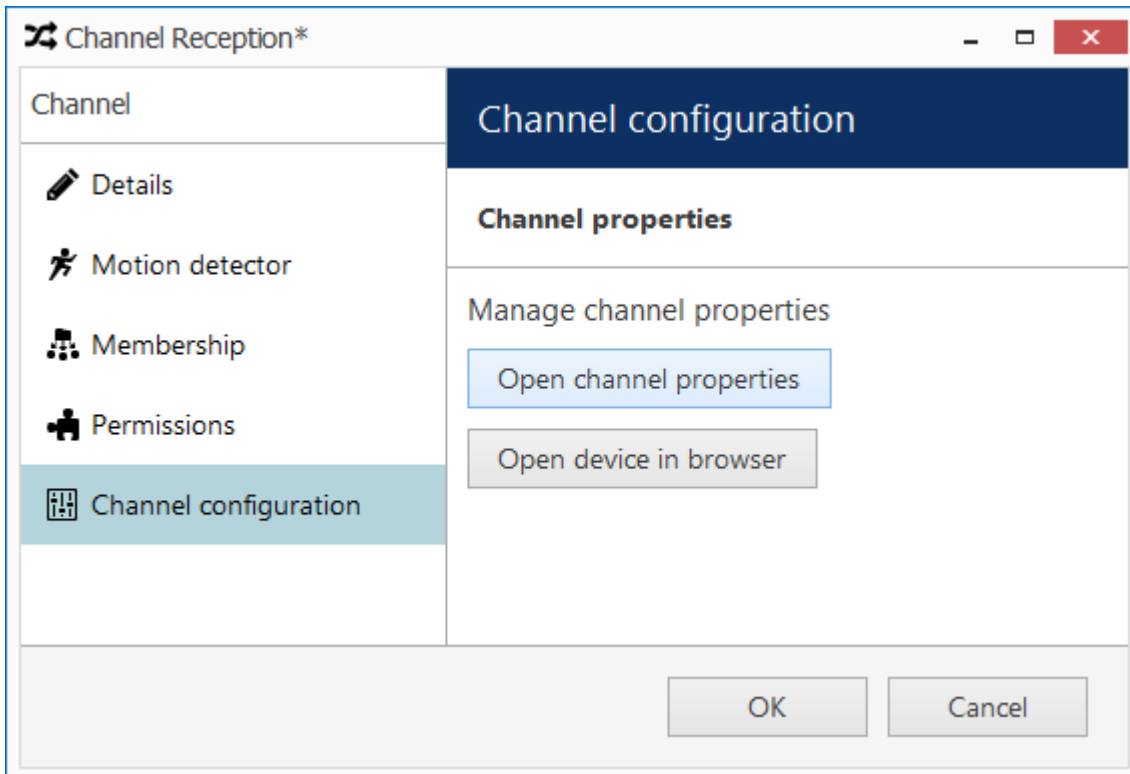 Channel Reception*
Channel
Details
Motion detector
Membership
Permissions
Channel configuration
Channel configuration
Channel properties
Manage channel properties
Open channel properties
Open device in browser
OK
Cancel